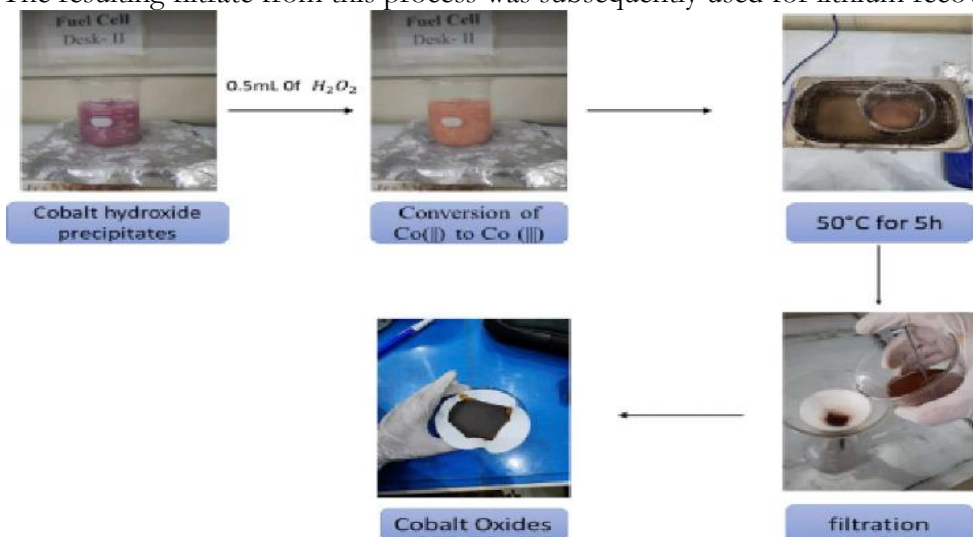 The resulting filtrate from this process was subsequently used for lithium recov
Fuel Cell
Desk- II
0.5mL Of H₂O₂
Fuel Cell
Desk- II
Cobalt hydroxide
precipitates
Conversion of
Co(||) to Co (|||)
50°C for 5h
Cobalt Oxides
filtration